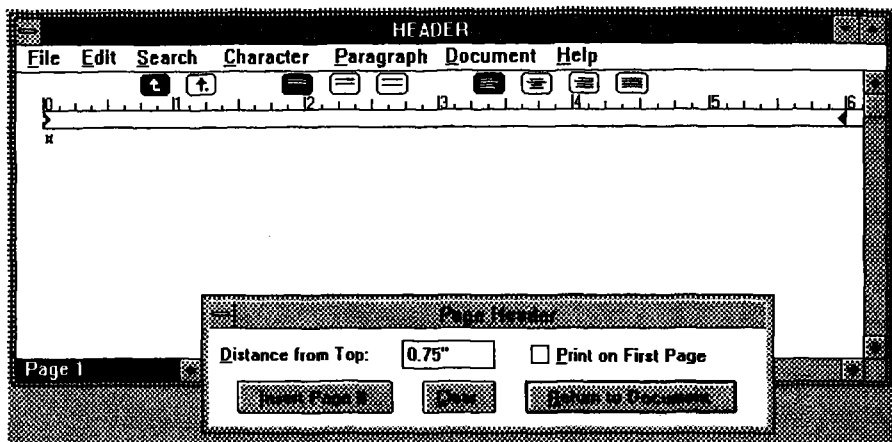 HEADER
File Edit Search Character Paragraph Document Help
0 1 2 3 4 5 6
Page Header
Distance from Top: 0.75" Print on First Page
Page 1
Insert Page # Clear Return to Document